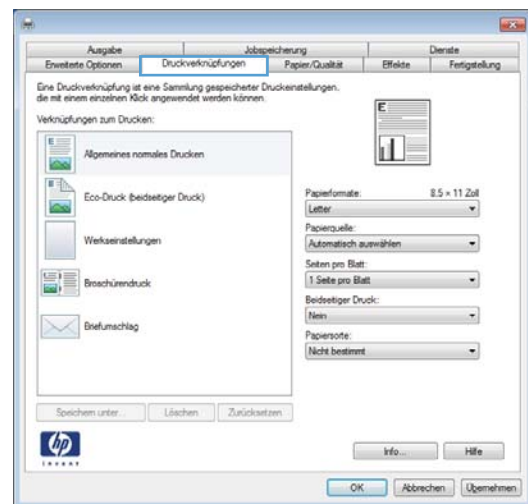 Ausgabe Jobspeicherung Dienste
Erweiterte Optionen Druckverknüpfungen Papier/Qualität Effekte Fertigstellung
Eine Druckverknüpfung ist eine Sammlung gespeicherter Druckeinstellungen,
die mit einem einzelnen Klick angewendet werden können.
Verknüpfungen zum Drucken:
Allgemeines normales Drucken
Eco-Druck (beidseitiger Druck)
Werkseinstellungen
Broschürendruck
Briefumschlag
E
Papierformate: 8.5 × 11 Zoll
Letter
Papierquelle:
Automatisch auswählen
Seiten pro Blatt:
1 Seite pro Blatt
Beidseitiger Druck:
Nein
Papiersorte:
Nicht bestimmt
Speichern unter... Löschen Zurücksetzen
hp
invent
Info... Hilfe
OK Abbrechen Übernehmen